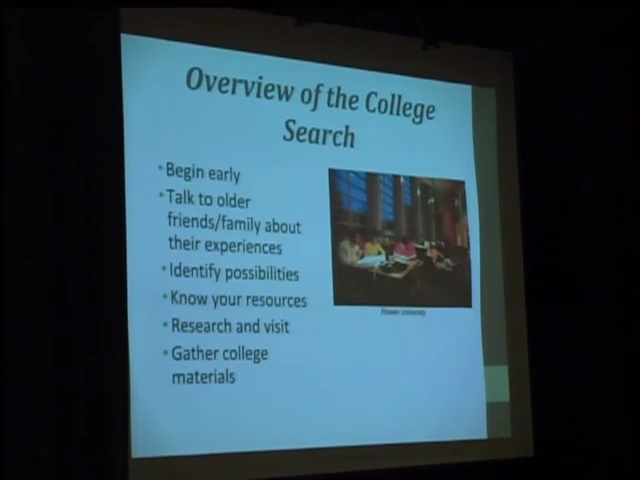 Overview of the College
Search
• Begin early
• Talk to older
friends/family about
their experiences
• Identify possibilities
• Know your resources
• Research and visit
• Gather college
materials
University